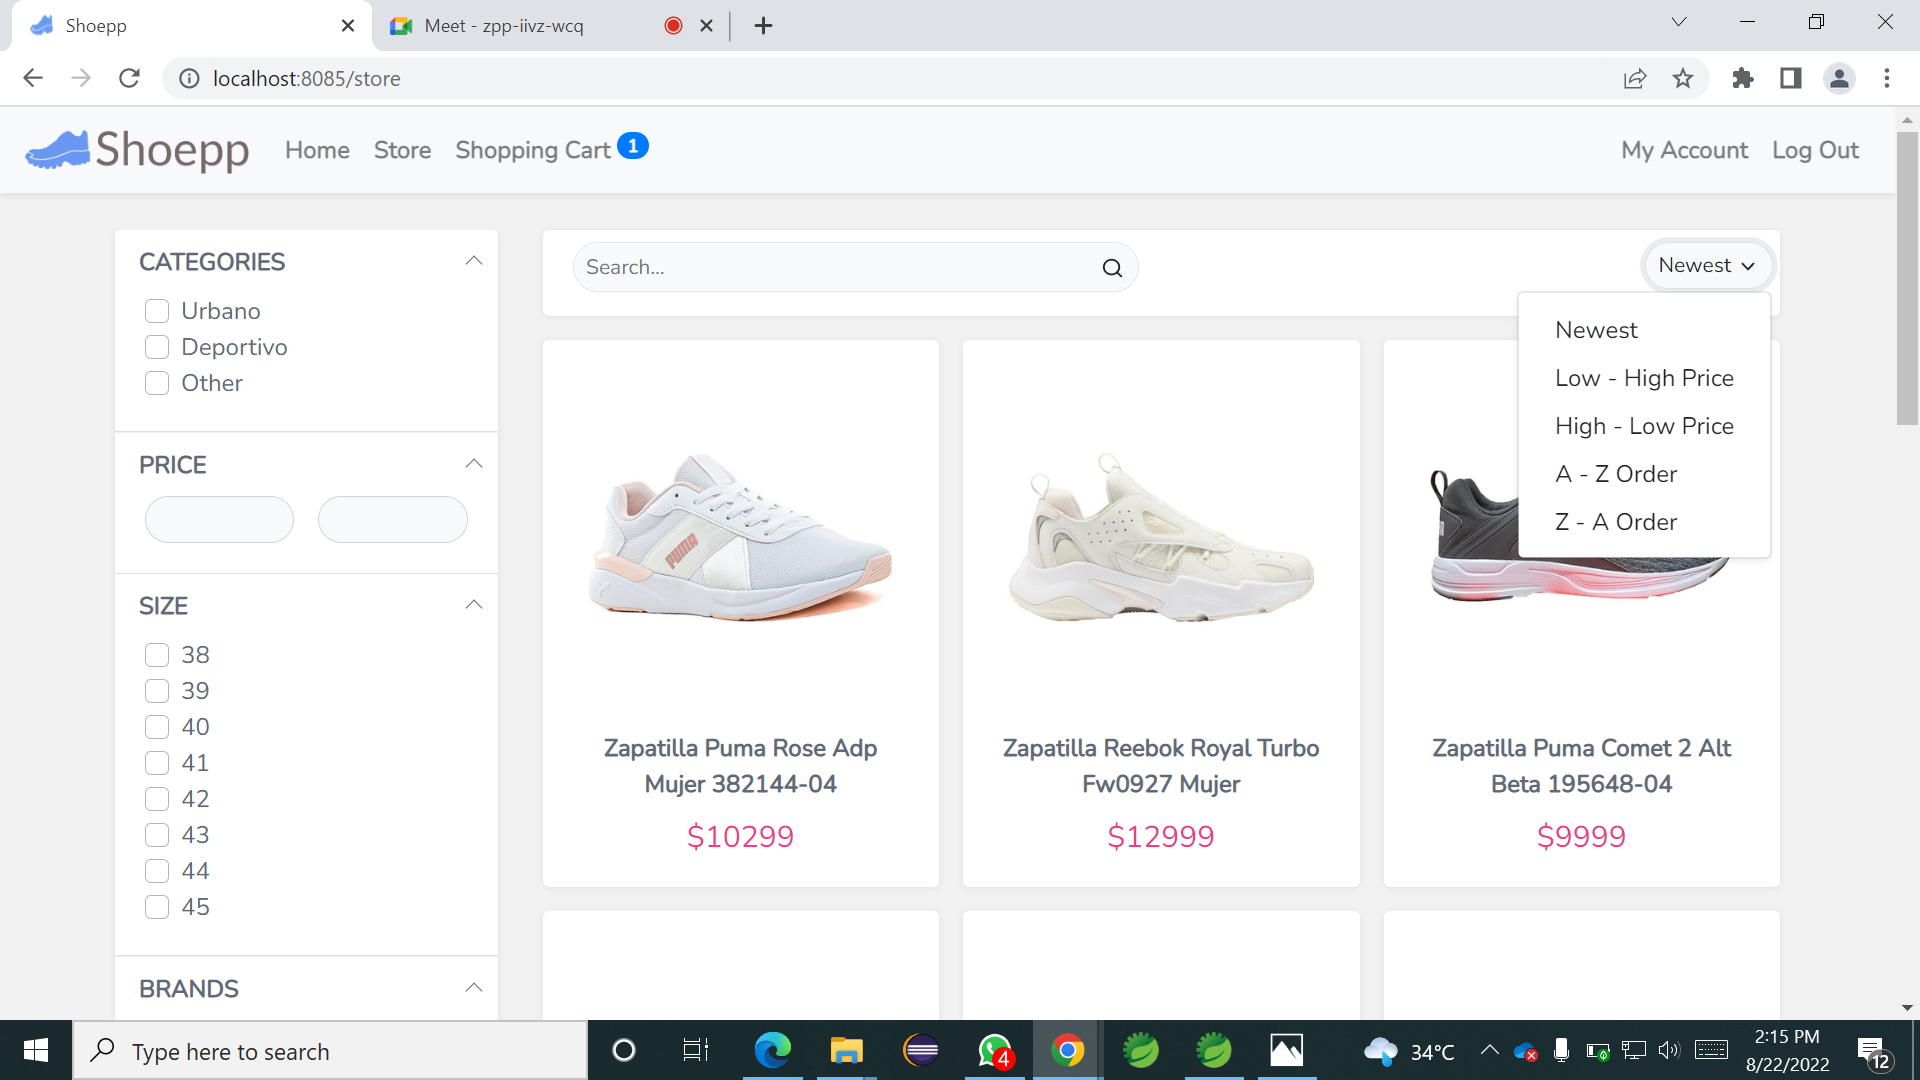 Shoepp
Meet - zpp-iivz-wcq
localhost:8085/store
Shoepp
Home
Store
Shopping Cart 1
My Account
Log Out
CATEGORIES
Urbano
Deportivo
Other
PRICE
SIZE
38
39
40
41
42
43
44
45
BRANDS
Search...
Newest
Newest
Low - High Price
High - Low Price
A - Z Order
Z - A Order
PUMA
Zapatilla Puma Rose Adp
Mujer 382144-04
$10299
Zapatilla Reebok Royal Turbo
Fw0927 Mujer
$12999
Zapatilla Puma Comet 2 Alt
Beta 195648-04
$9999
Type here to search
4
34°C
2:15 PM
8/22/2022
12